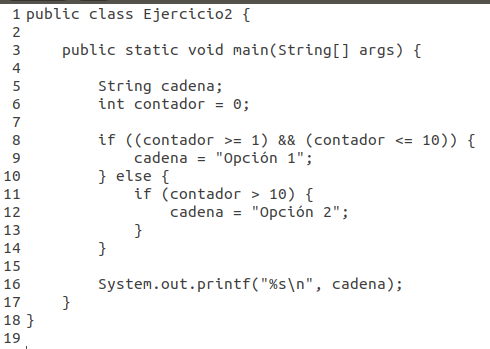 1 public class Ejercicio2 {
2
3     public static void main(String[] args) {
4
5         String cadena;
6         int contador = 0;
7
8         if ((contador >= 1) && (contador <= 10)) {
9             cadena = "Opción 1";
10         } else {
11             if (contador > 10) {
12                 cadena = "Opción 2";
13             }
14         }
15
16         System.out.printf("%s\n", cadena);
17     }
18 }
19